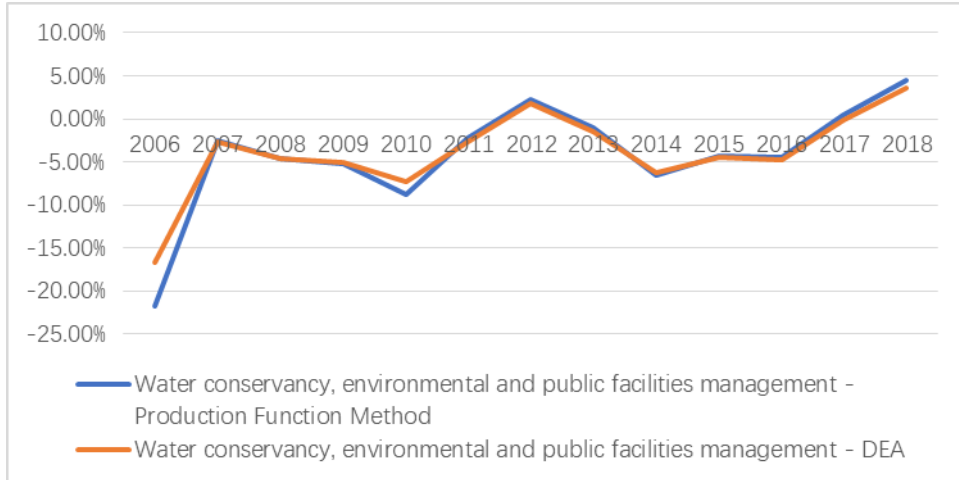 10.00%
5.00%
0.00%
2006 2007 2008 2009 2010 2011 2012 2013 2014 2015 2016 2017 2018
-5.00%
-10.00%
-15.00%
-20.00%
-25.00%
Water conservancy, environmental and public facilities management -
Production Function Method
Water conservancy, environmental and public facilities management - DEA